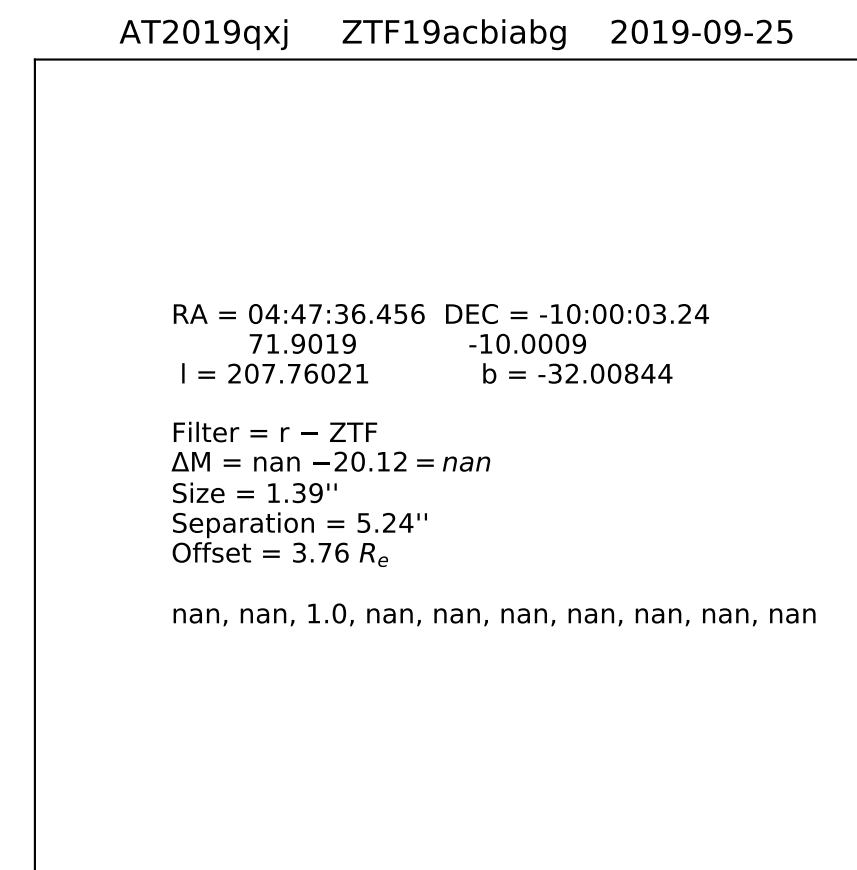 AT2019qxj ZTF19acbiabg 2019-09-25
RA = 04:47:36.456 DEC = -10:00:03.24
71.9019 -10.0009
l = 207.76021 b = -32.00844
Filter = r − ZTF
ΔM = nan −20.12 = nan
Size = 1.39''
Separation = 5.24''
Offset = 3.76 Rₑ
nan, nan, 1.0, nan, nan, nan, nan, nan, nan, nan